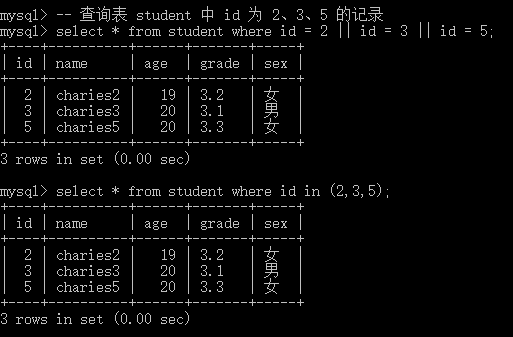 mysql> -- 查询表 student 中 id 为 2、3、5 的记录
mysql> select * from student where id = 2 || id = 3 || id = 5;
+----+----------+-----+-------+-----+
| id | name     | age | grade | sex |
+----+----------+-----+-------+-----+
|  2 | charies2 |  19 | 3.2   | 女
|  3 | charies3 |  20 | 3.1   | 男
|  5 | charies5 |  20 | 3.3   | 女
+----+----------+-----+-------+-----+
3 rows in set (0.00 sec)
mysql> select * from student where id in (2,3,5);
+----+----------+-----+-------+-----+
| id | name     | age | grade | sex |
+----+----------+-----+-------+-----+
|  2 | charies2 |  19 | 3.2   | 女
|  3 | charies3 |  20 | 3.1   | 男
|  5 | charies5 |  20 | 3.3   | 女
+----+----------+-----+-------+-----+
3 rows in set (0.00 sec)